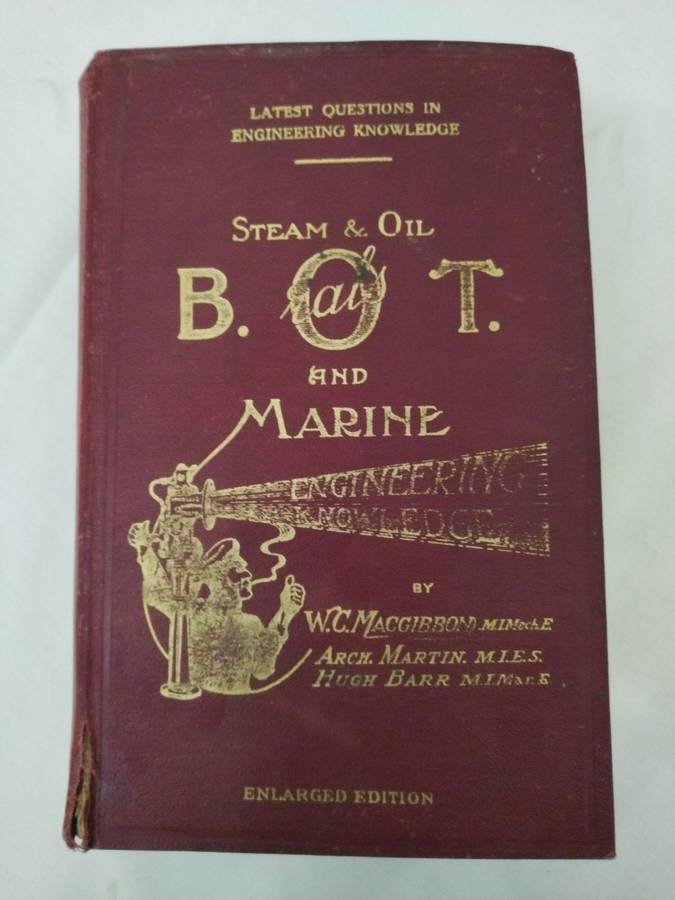 LATEST QUESTIONS IN
ENGINEERING KNOWLEDGE
STEAM & OIL
B. O T.
Orals
AND
MARINE
ENGINEERING
KNOWLEDGE
BY
W.C. MACGIBBON, M.I.Mech.E
ARCH. MARTIN. M.I.E.S.
HUGH BARR M.I.Mar.E.
ENLARGED EDITION